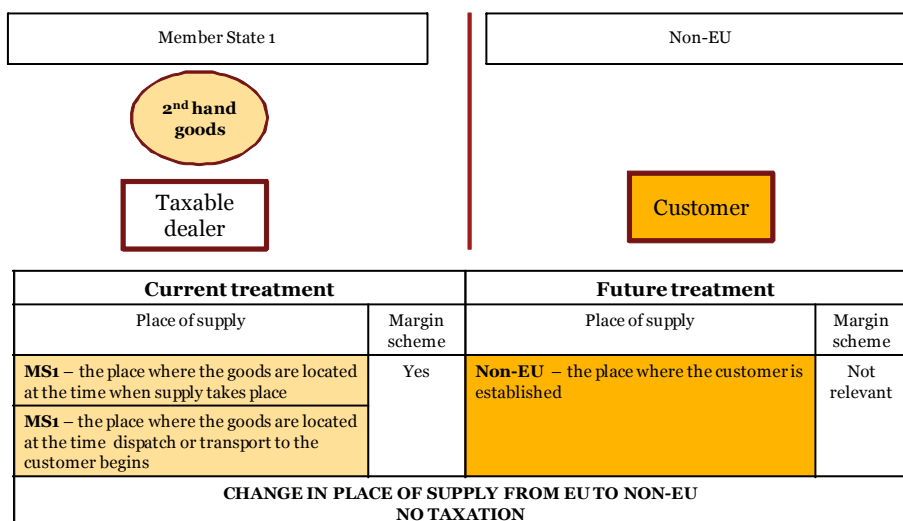 Member State 1
Non-EU
2nd hand
goods
Taxable
dealer
Customer
Current treatment
Future treatment
Place of supply
Margin
scheme
Place of supply
Margin
scheme
MS1 – the place where the goods are located
at the time when supply takes place
Yes
Non-EU – the place where the customer is
established
Not
relevant
MS1 – the place where the goods are located
at the time dispatch or transport to the
customer begins
CHANGE IN PLACE OF SUPPLY FROM EU TO NON-EU
NO TAXATION